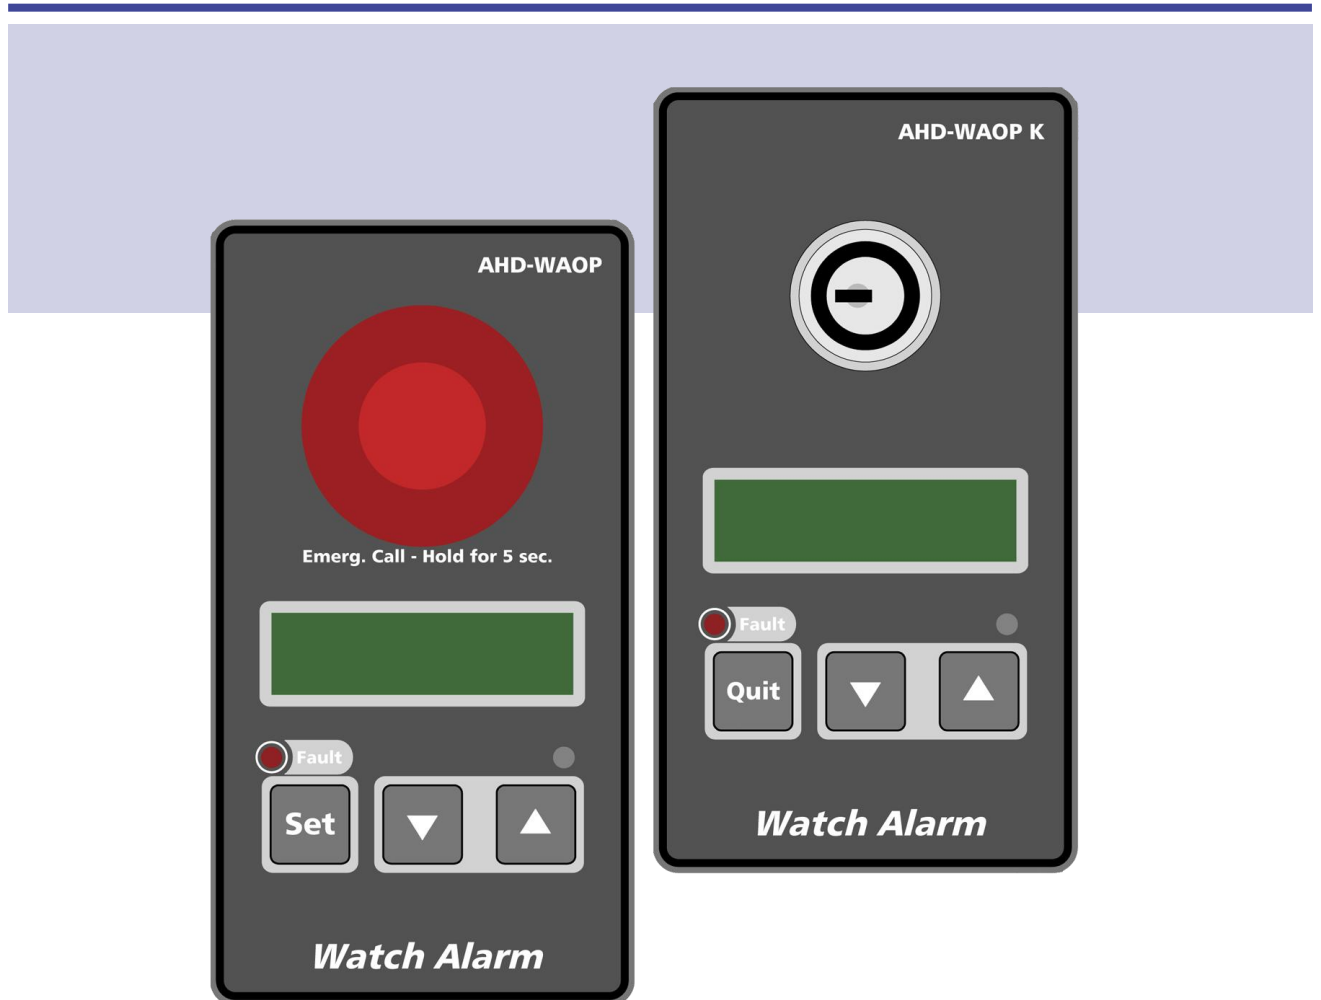 AHD-WAOP
Emerg. Call - Hold for 5 sec.
Fault
Set
Watch Alarm
AHD-WAOP K
Fault
Quit
Watch Alarm